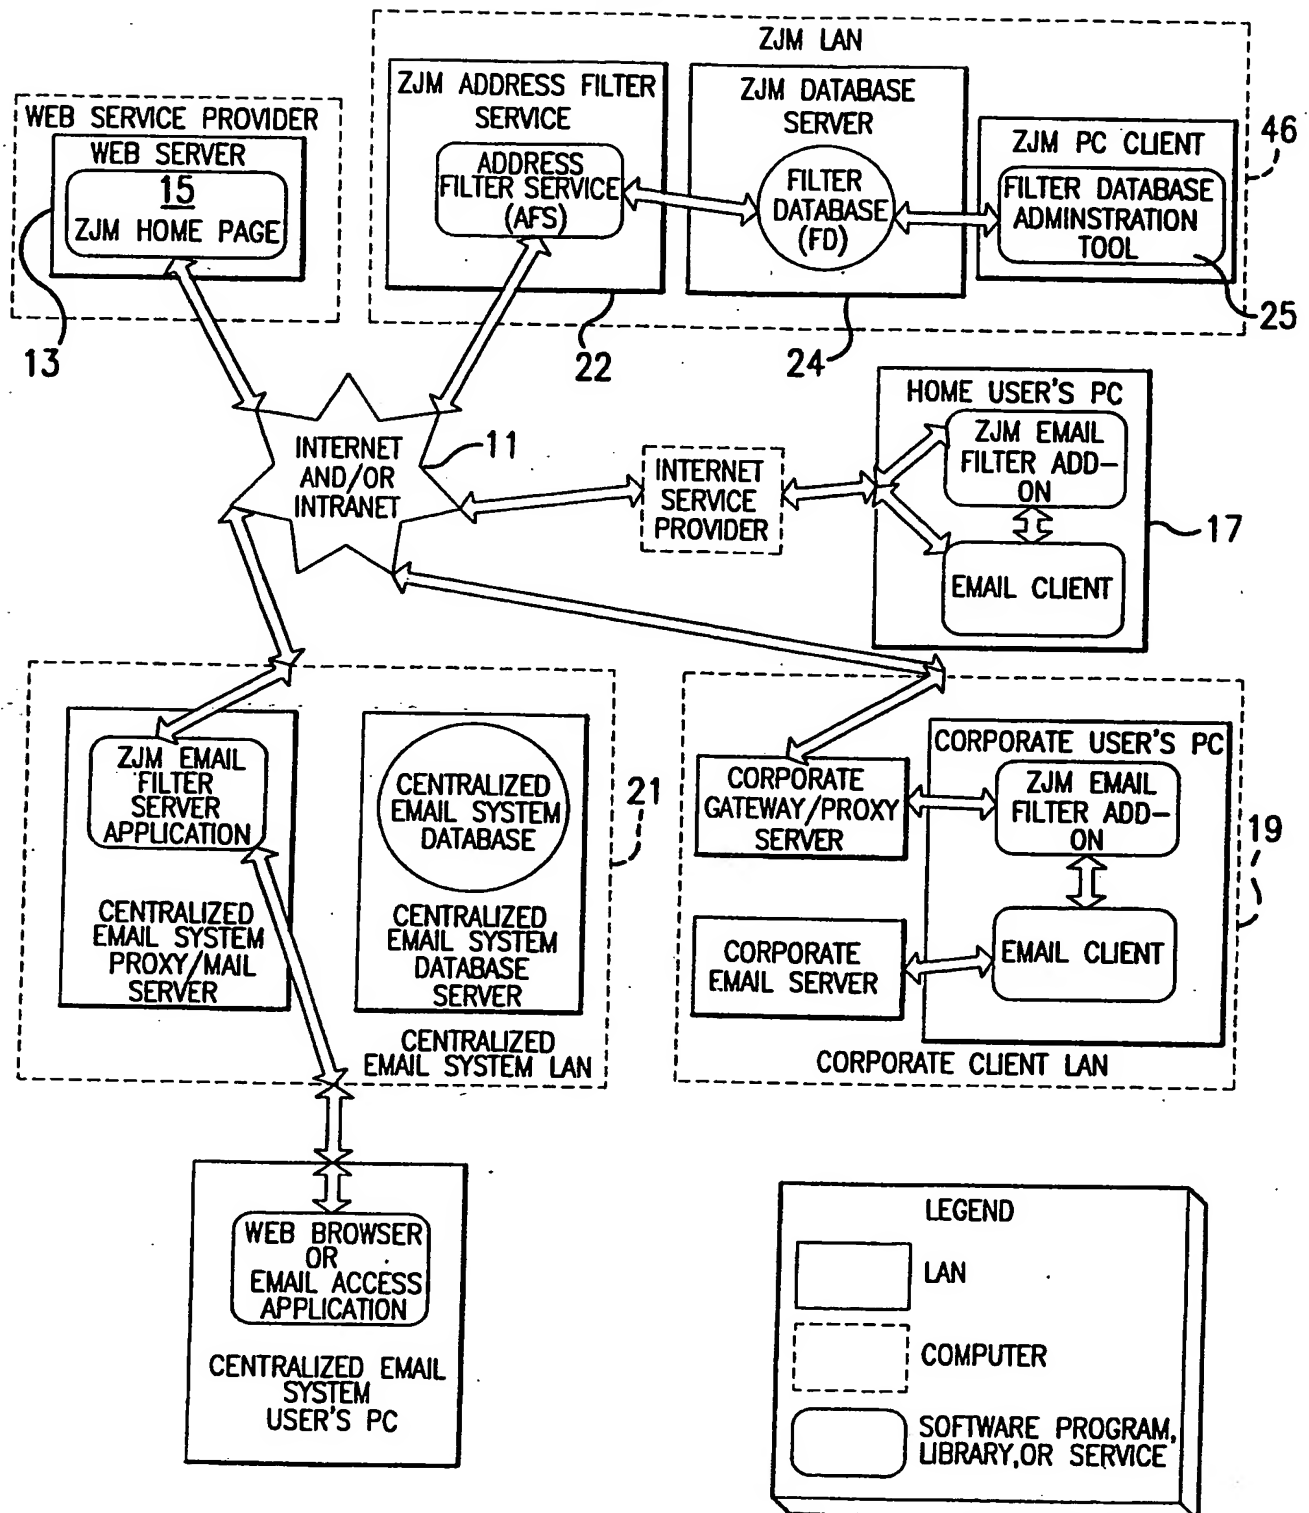 ZJM LAN
WEB SERVICE PROVIDER
WEB SERVER
15
ZJM HOME PAGE
13
ZJM ADDRESS FILTER
SERVICE
ADDRESS
FILTER SERVICE
(AFS)
22
ZJM DATABASE
SERVER
FILTER
DATABASE
(FD)
24
ZJM PC CLIENT
FILTER DATABASE
ADMINSTRATION
TOOL
25
46
INTERNET
AND/OR
INTRANET
11
INTERNET
SERVICE
PROVIDER
HOME USER'S PC
ZJM EMAIL
FILTER ADD-
ON
EMAIL CLIENT
17
ZJM EMAIL
FILTER
SERVER
APPLICATION
CENTRALIZED
EMAIL SYSTEM
PROXY/MAIL
SERVER
CENTRALIZED
EMAIL SYSTEM
DATABASE
CENTRALIZED
EMAIL SYSTEM
DATABASE
SERVER
CENTRALIZED
EMAIL SYSTEM LAN
21
CORPORATE
GATEWAY/PROXY
SERVER
CORPORATE
EMAIL SERVER
CORPORATE USER'S PC
ZJM EMAIL
FILTER ADD-
ON
EMAIL CLIENT
CORPORATE CLIENT LAN
19
WEB BROWSER
OR
EMAIL ACCESS
APPLICATION
CENTRALIZED EMAIL
SYSTEM
USER'S PC
LEGEND
LAN
COMPUTER
SOFTWARE PROGRAM,
LIBRARY,OR SERVICE